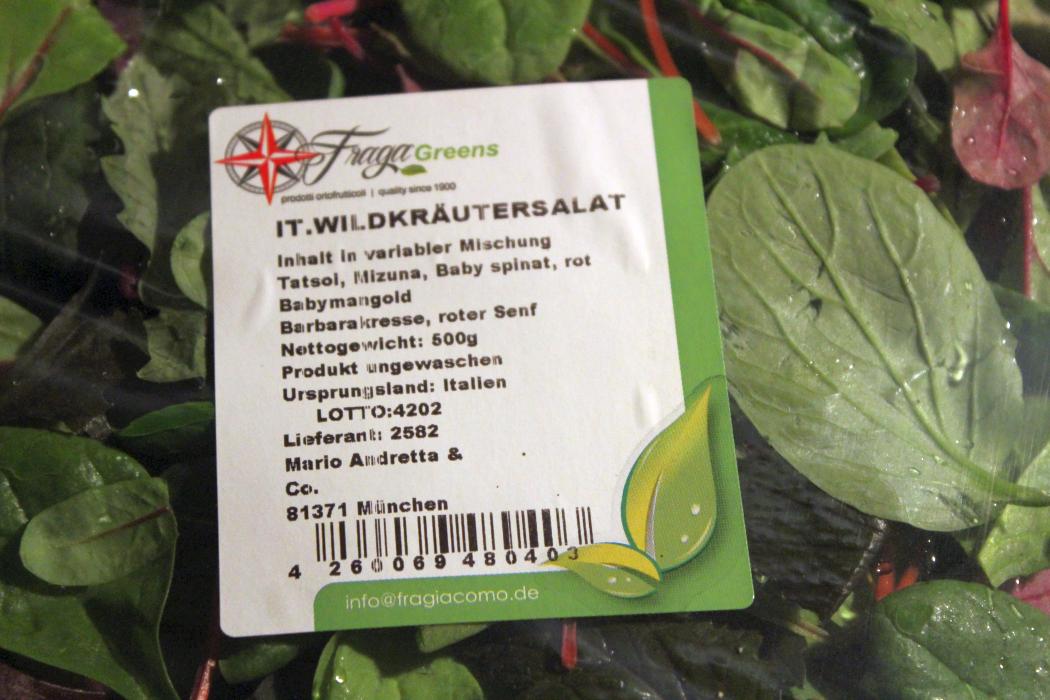 Fraga Greens
prodotti ortofrutticoli | quality since 1900
IT.WILDKRÄUTERSALAT
Inhalt in variabler Mischung
Tatsoi, Mizuna, Baby spinat, rot
Babymangold
Barbarakresse, roter Senf
Nettogewicht: 500g
Produkt ungewaschen
Ursprungsland: Italien
LOTTO:4202
Lieferant: 2582
Mario Andretta &
Co.
81371 München
4 260069 480403
info@fragiacomo.de